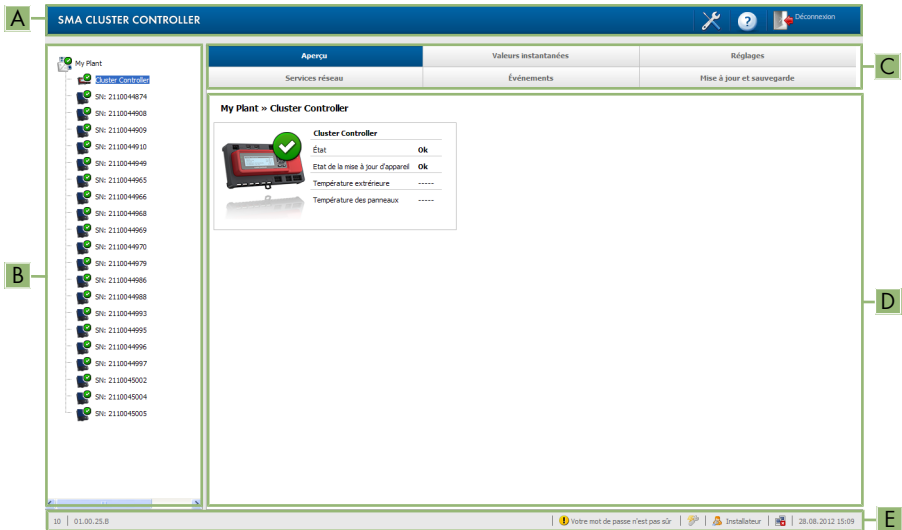 A
SMA CLUSTER CONTROLLER
Déconnexion
B
My Plant
Cluster Controller
SN: 2110044874
SN: 2110044908
SN: 2110044909
SN: 2110044910
SN: 2110044949
SN: 2110044965
SN: 2110044966
SN: 2110044968
SN: 2110044969
SN: 2110044970
SN: 2110044979
SN: 2110044986
SN: 2110044988
SN: 2110044993
SN: 2110044995
SN: 2110044996
SN: 2110044997
SN: 2110045002
SN: 2110045004
SN: 2110045005
C
Aperçu Valeurs instantanées Réglages
Services réseau Événements Mise à jour et sauvegarde
D
My Plant » Cluster Controller
Cluster Controller
État Ok
Etat de la mise à jour d'appareil Ok
Température extérieure -----
Température des panneaux -----
E
10 | 01.00.25.B
Votre mot de passe n'est pas sûr | Installateur | 28.08.2012 15:09